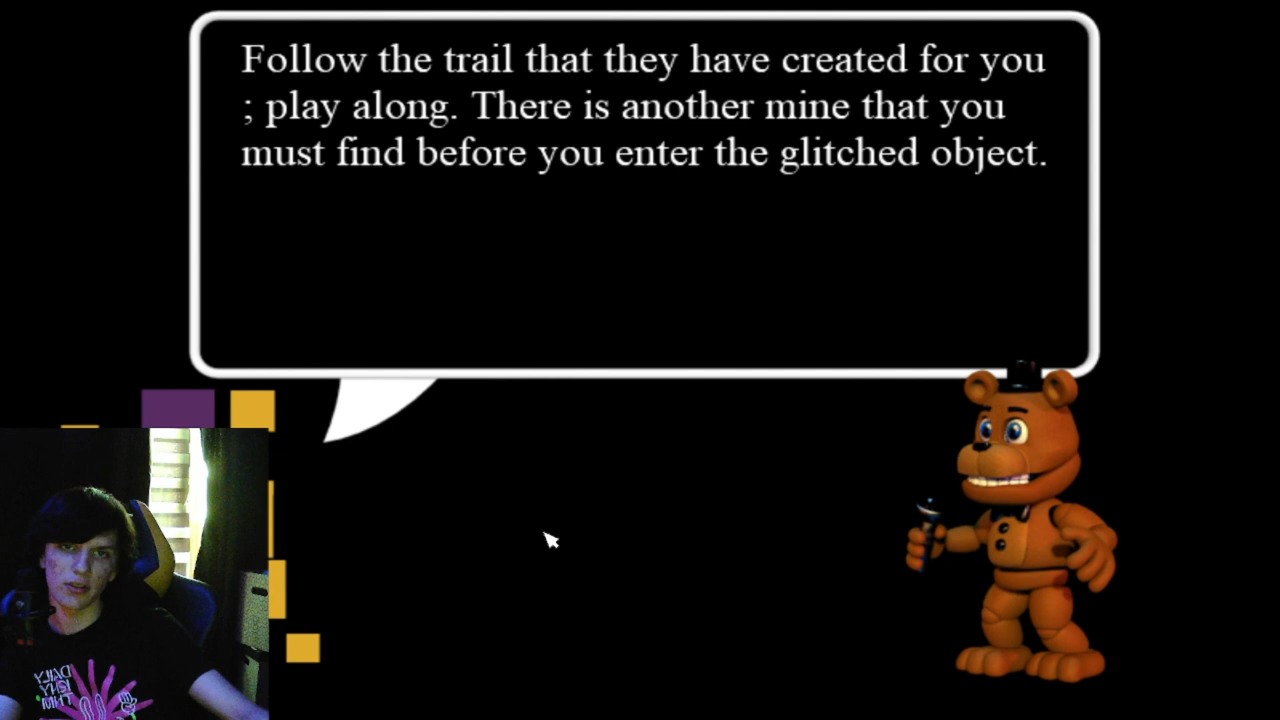 Follow the trail that they have created for you
; play along. There is another mine that you
must find before you enter the glitched object.
DAILY